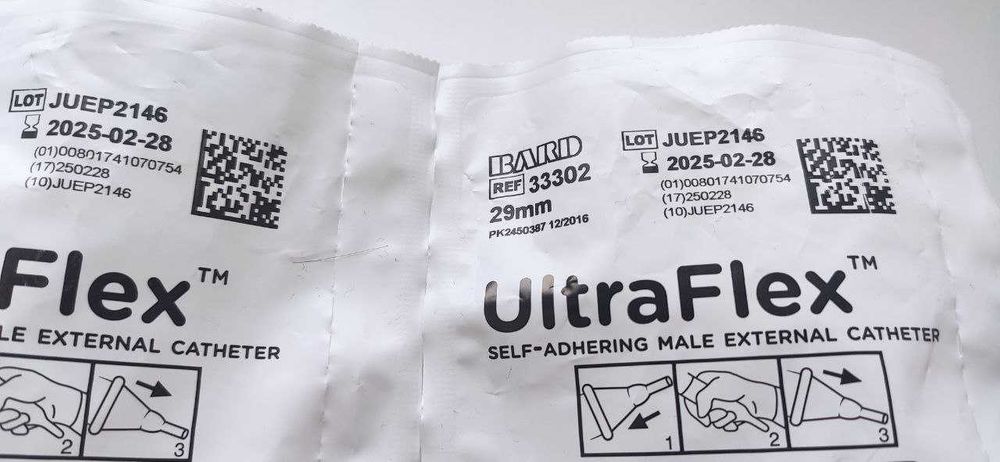 LOT JUEP2146
2025-02-28
(01)00801741070754
(17)250228
(10)JUEP2146
Flex™
LE EXTERNAL CATHETER
2
3
BARD
REF 33302
29mm
PK2450387 12/2016
LOT JUEP2146
2025-02-28
(01)00801741070754
(17)250228
(10)JUEP2146
UltraFlex™
SELF-ADHERING MALE EXTERNAL CATHETER
1
2
3